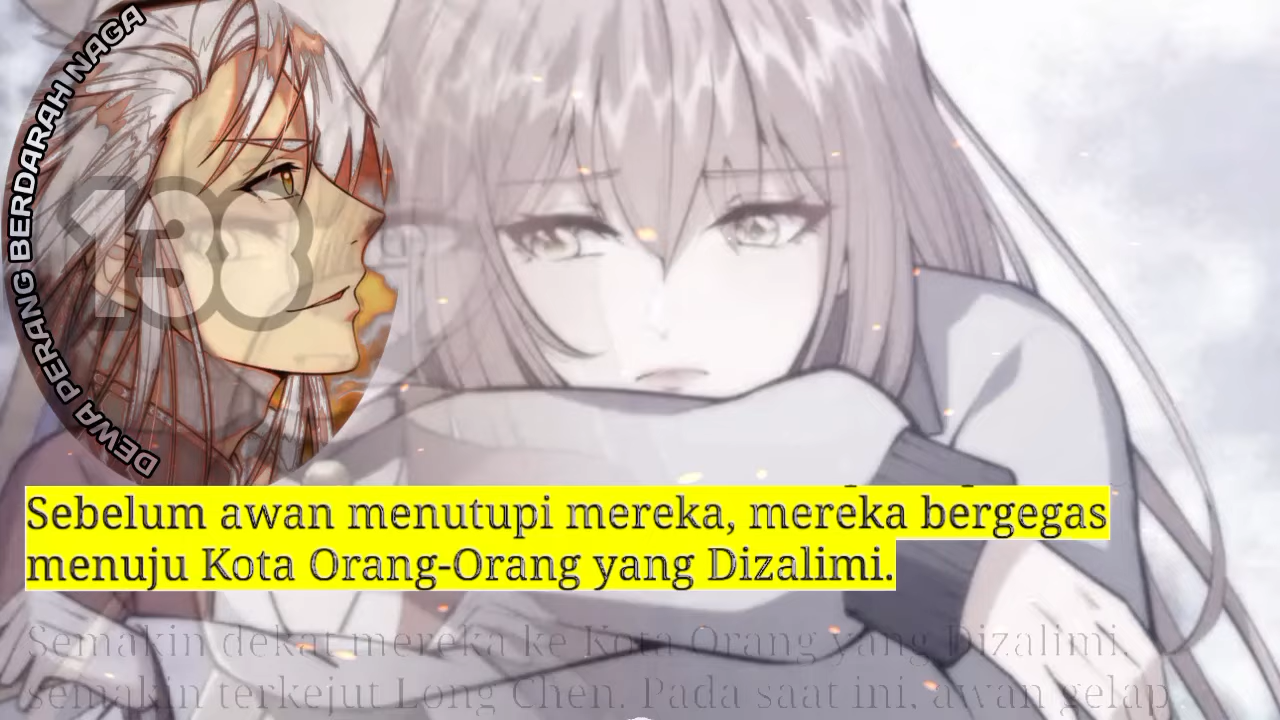 DEWA PERANG BERDARAH NAGA
138
Sebelum awan menutupi mereka, mereka bergegas
menuju Kota Orang-Orang yang Dizalimi.
Semakin dekat mereka ke Kota Orang yang Dizalimi,
semakin terkejut Long Chen. Pada saat ini, awan gelap